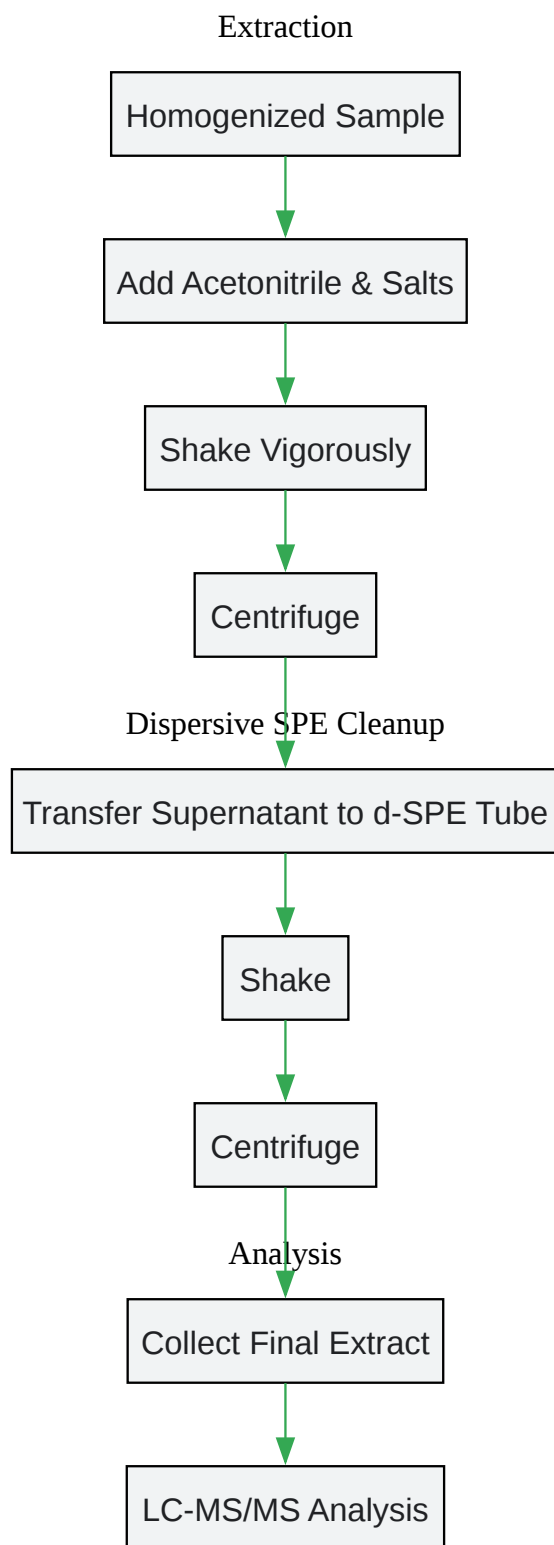 Extraction
Homogenized Sample
Add Acetonitrile & Salts
Shake Vigorously
Centrifuge
Dispersive SPE Cleanup
Transfer Supernatant to d-SPE Tube
Shake
Centrifuge
Analysis
Collect Final Extract
LC-MS/MS Analysis